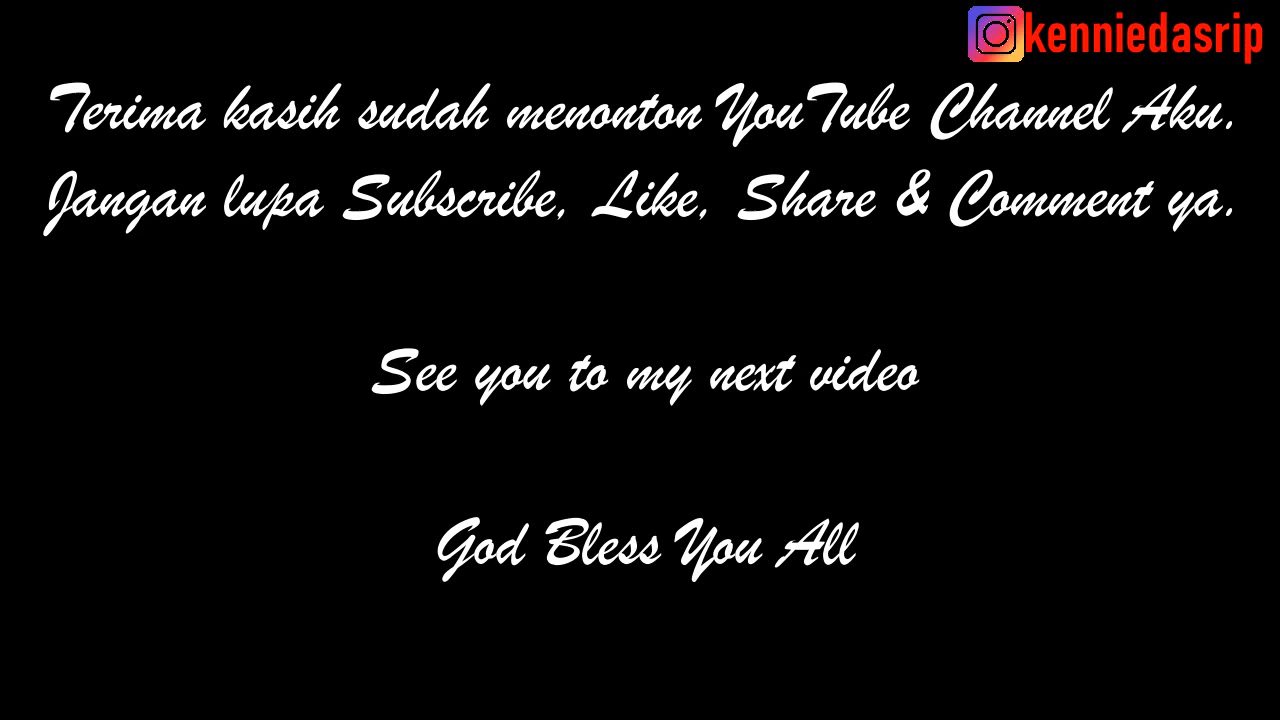 kenniedasrip
Terima kasih sudah menonton YouTube Channel Aku.
Jangan lupa Subscribe, Like, Share & Comment ya.
See you to my next video
God Bless You All